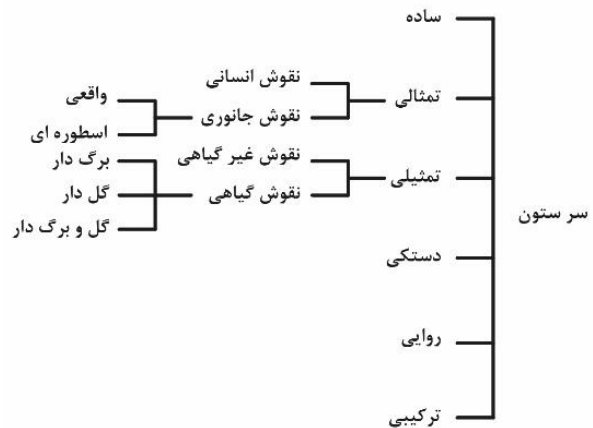 سر ستون
ساده
تمثالی
نقوش انسانی
نقوش جانوری
واقعی
اسطوره ای
تمثیلی
نقوش غیر گیاهی
نقوش گیاهی
برگ دار
گل دار
گل و برگ دار
دستکی
روایی
ترکیبی